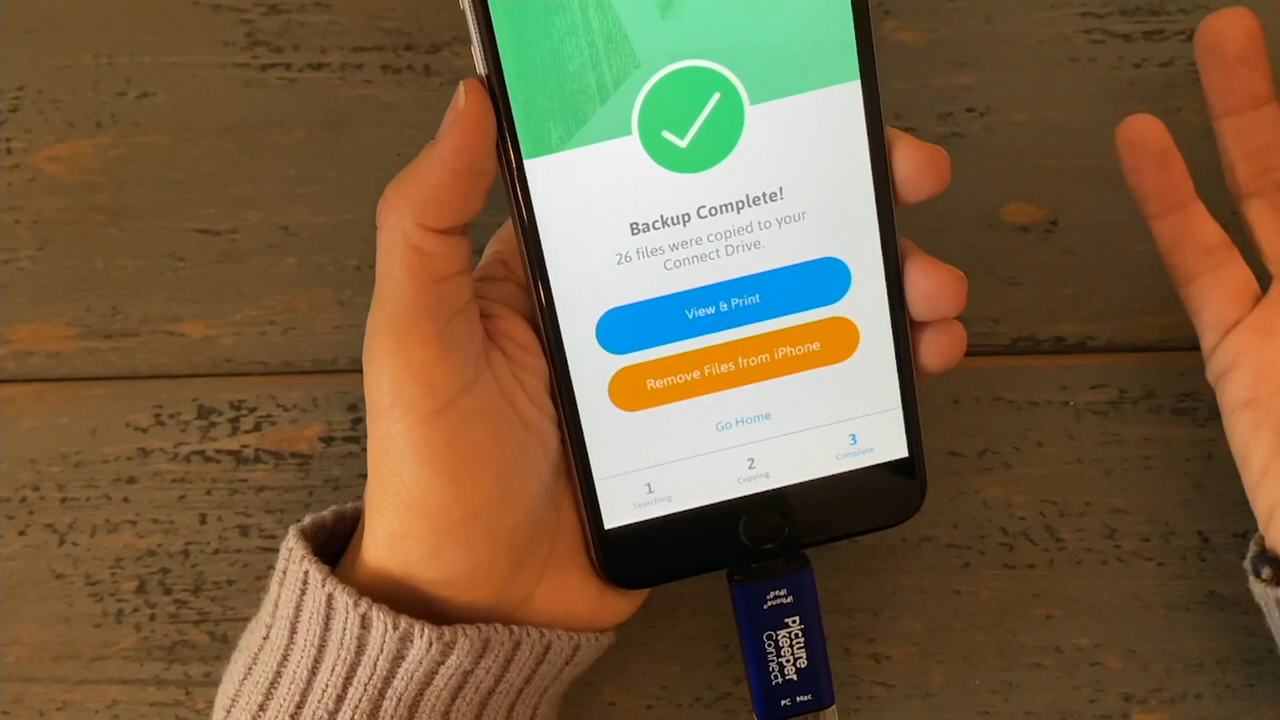 Backup Complete!
26 files were copied to your
Connect Drive.
View & Print
Remove Files from iPhone
Go Home
1
Searching
2
Copying
3
Complete
iPhone®
iPad®
picture
keeper
Connect
PC Mac